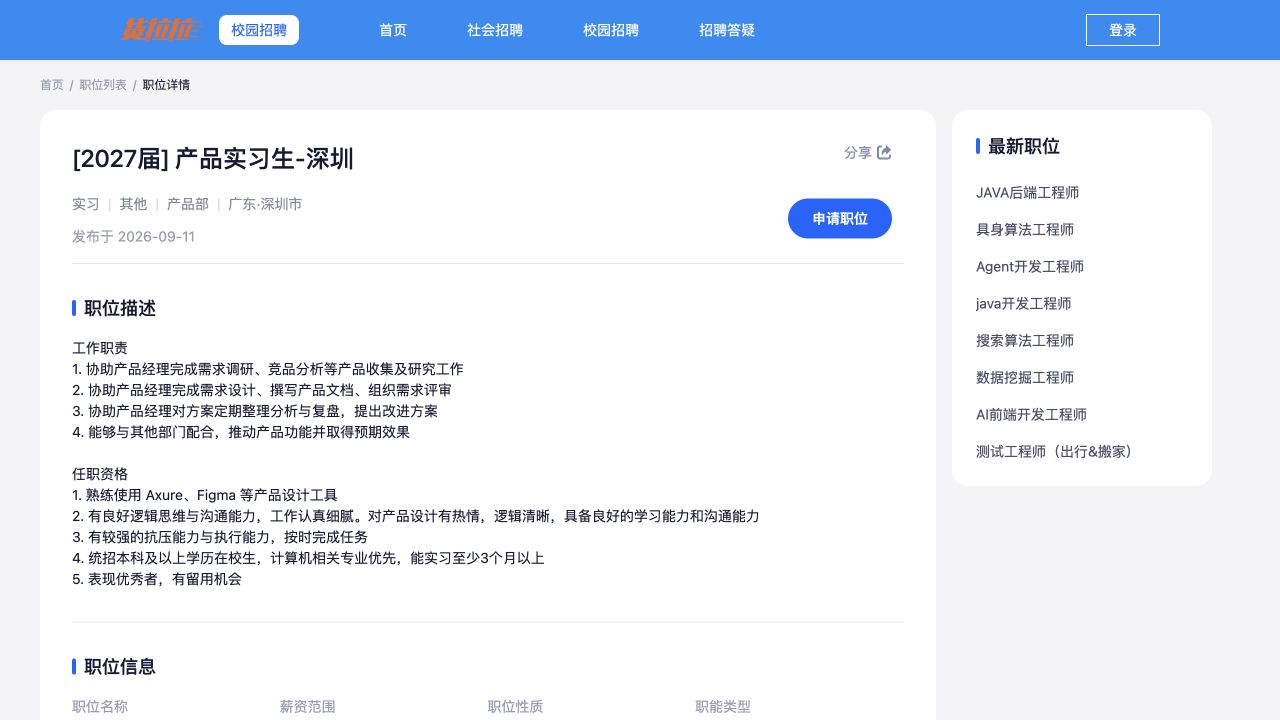 货拉拉 校园招聘 首页 社会招聘 校园招聘 招聘答疑 登录
首页 / 职位列表 / 职位详情
[2027届] 产品实习生-深圳
分享
实习 | 其他 | 产品部 | 广东·深圳市
申请职位
发布于 2026-09-11
职位描述
工作职责
1. 协助产品经理完成需求调研、竞品分析等产品收集及研究工作
2. 协助产品经理完成需求设计、撰写产品文档、组织需求评审
3. 协助产品经理对方案定期整理分析与复盘，提出改进方案
4. 能够与其他部门配合，推动产品功能并取得预期效果
任职资格
1. 熟练使用 Axure、Figma 等产品设计工具
2. 有良好逻辑思维与沟通能力，工作认真细腻。对产品设计有热情，逻辑清晰，具备良好的学习能力和沟通能力
3. 有较强的抗压能力与执行能力，按时完成任务
4. 统招本科及以上学历在校生，计算机相关专业优先，能实习至少3个月以上
5. 表现优秀者，有留用机会
职位信息
职位名称 薪资范围 职位性质 职能类型
最新职位
JAVA后端工程师
具身算法工程师
Agent开发工程师
java开发工程师
搜索算法工程师
数据挖掘工程师
AI前端开发工程师
测试工程师（出行&搬家）